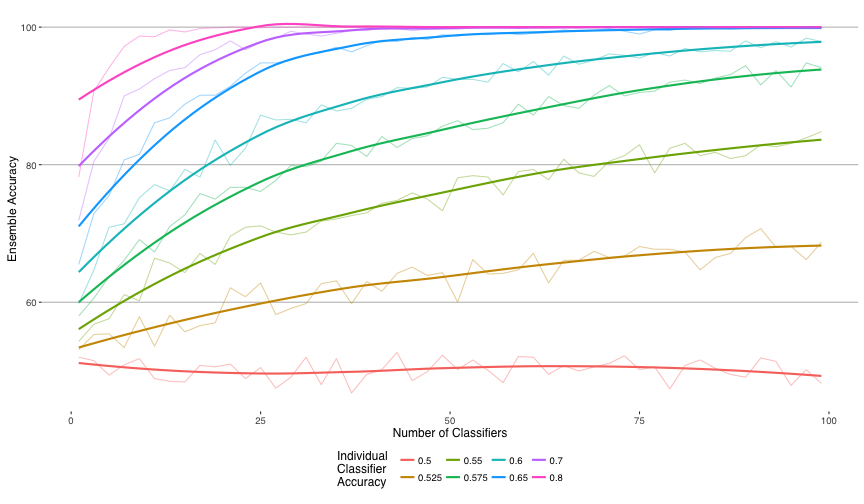 100
80
60
Ensemble Accuracy
0 25 50 75 100
Number of Classifiers
Individual
Classifier
Accuracy
0.5 0.55 0.6 0.7
0.525 0.575 0.65 0.8